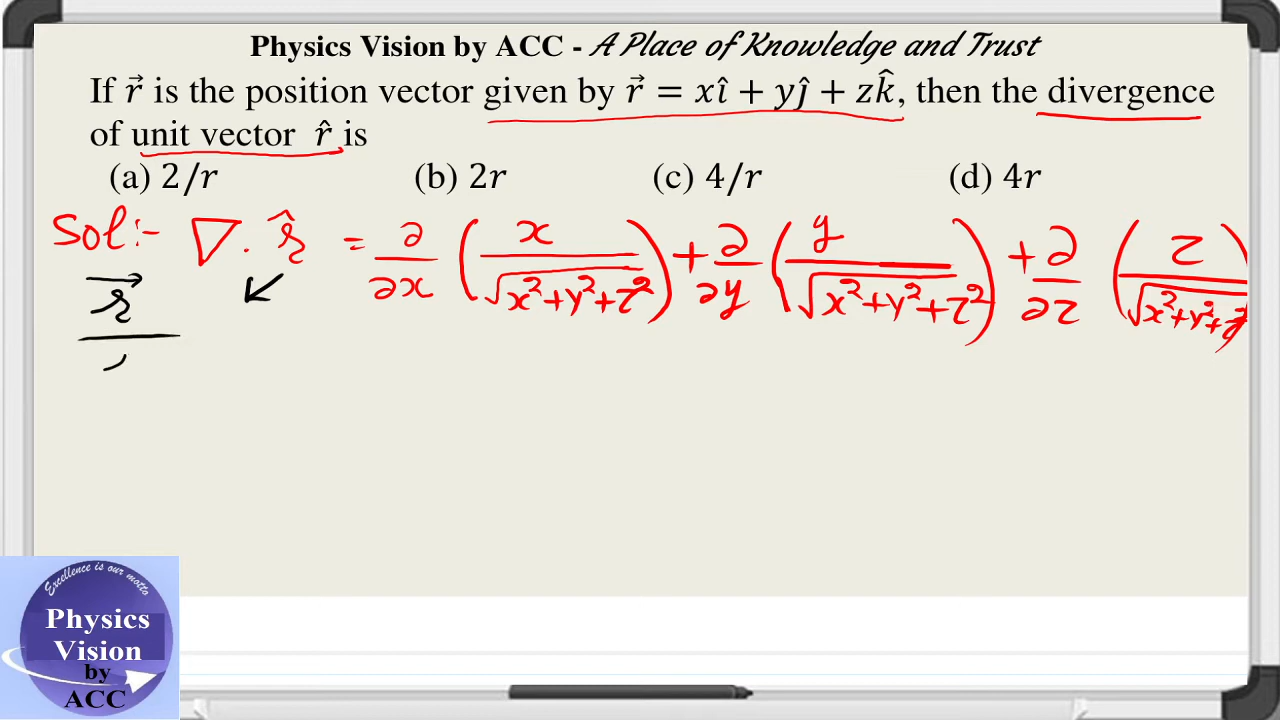 Physics Vision by ACC - A Place of Knowledge and Trust
If r⃗ is the position vector given by r⃗ = xî + yĵ + zk̂, then the divergence
of unit vector r̂ is
(a) 2/r (b) 2r (c) 4/r (d) 4r
Sol:- ∇. r̂ = ∂/∂x (x/√x²+y²+z²) + ∂/∂y (y/√x²+y²+z²) + ∂/∂z (z/√x²+y²+z²
r⃗
Excellence is our motto
Physics
Vision
by
ACC